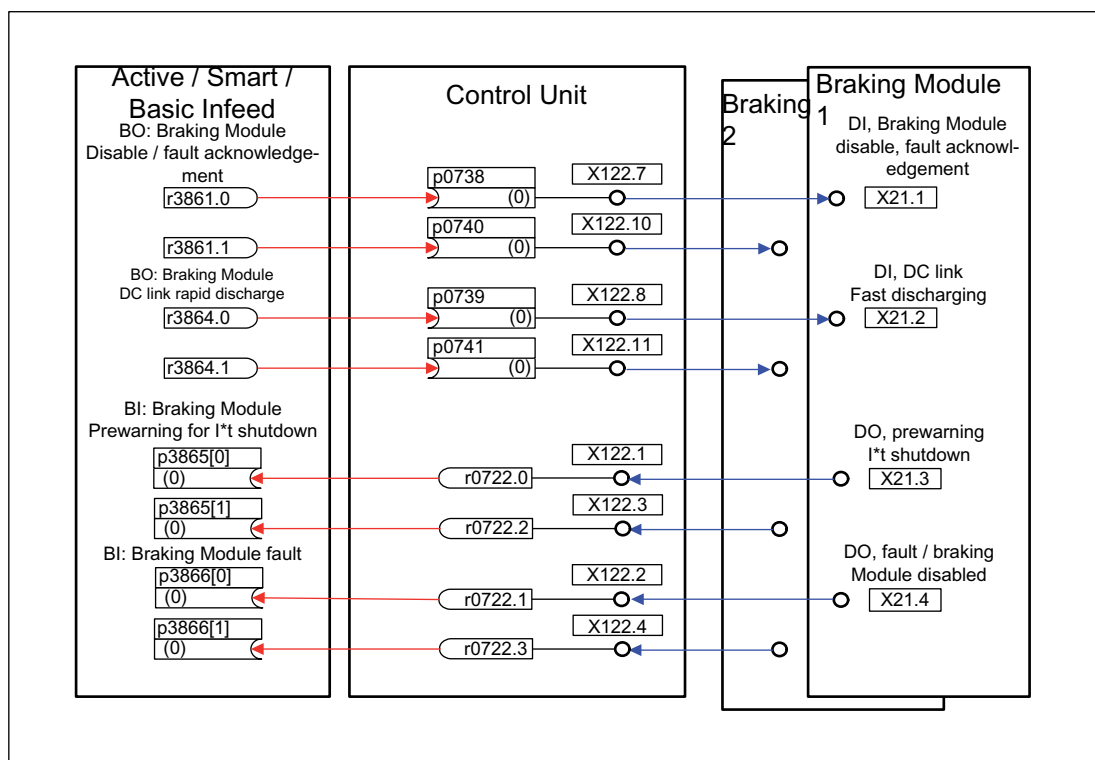 Active / Smart /
Basic Infeed
BO: Braking Module
Disable / fault acknowledge-
ment
r3861.0
r3861.1
BO: Braking Module
DC link rapid discharge
r3864.0
r3864.1
BI: Braking Module
Prewarning for I*t shutdown
p3865[0]
(0)
p3865[1]
(0)
BI: Braking Module fault
p3866[0]
(0)
p3866[1]
(0)
Control Unit
p0738
(0)
X122.7
p0740
(0)
X122.10
p0739
(0)
X122.8
p0741
(0)
X122.11
X122.1
r0722.0
X122.3
r0722.2
X122.2
r0722.1
X122.4
r0722.3
Braking
2
Braking Module
1
DI, Braking Module
disable, fault acknowl-
edgement
X21.1
DI, DC link
Fast discharging
X21.2
DO, prewarning
I*t shutdown
X21.3
DO, fault / braking
Module disabled
X21.4